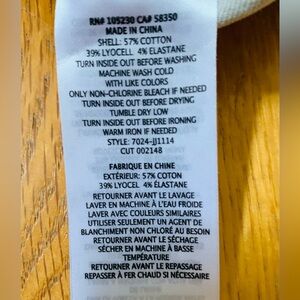 RN# 105230 CA# 58350
MADE IN CHINA
SHELL: 57% COTTON
39% LYOCELL 4% ELASTANE
TURN INSIDE OUT BEFORE WASHING
MACHINE WASH COLD
WITH LIKE COLORS
ONLY NON-CHLORINE BLEACH IF NEEDED
TURN INSIDE OUT BEFORE DRYING
TUMBLE DRY LOW
TURN INSIDE OUT BEFORE IRONING
WARM IRON IF NEEDED
STYLE: 7024-JJ1114
CUT 002148
FABRIQUE EN CHINE
EXTÉRIEUR: 57% COTON
39% LYOCEL 4% ÉLASTANE
RETOURNER AVANT LE LAVAGE
LAVER EN MACHINE À L'EAU FROIDE
LAVER AVEC COULEURS SIMILAIRES
UTILISER SEULEMENT UN AGENT DE
BLANCHIMENT NON CHLORÉ AU BESOIN
RETOURNER AVANT LE SÉCHAGE
SÉCHER EN MACHINE À BASSE
TEMPÉRATURE
RETOURNER AVANT LE REPASSAGE
REPASSER À FER CHAUD SI NÉCESSAIRE